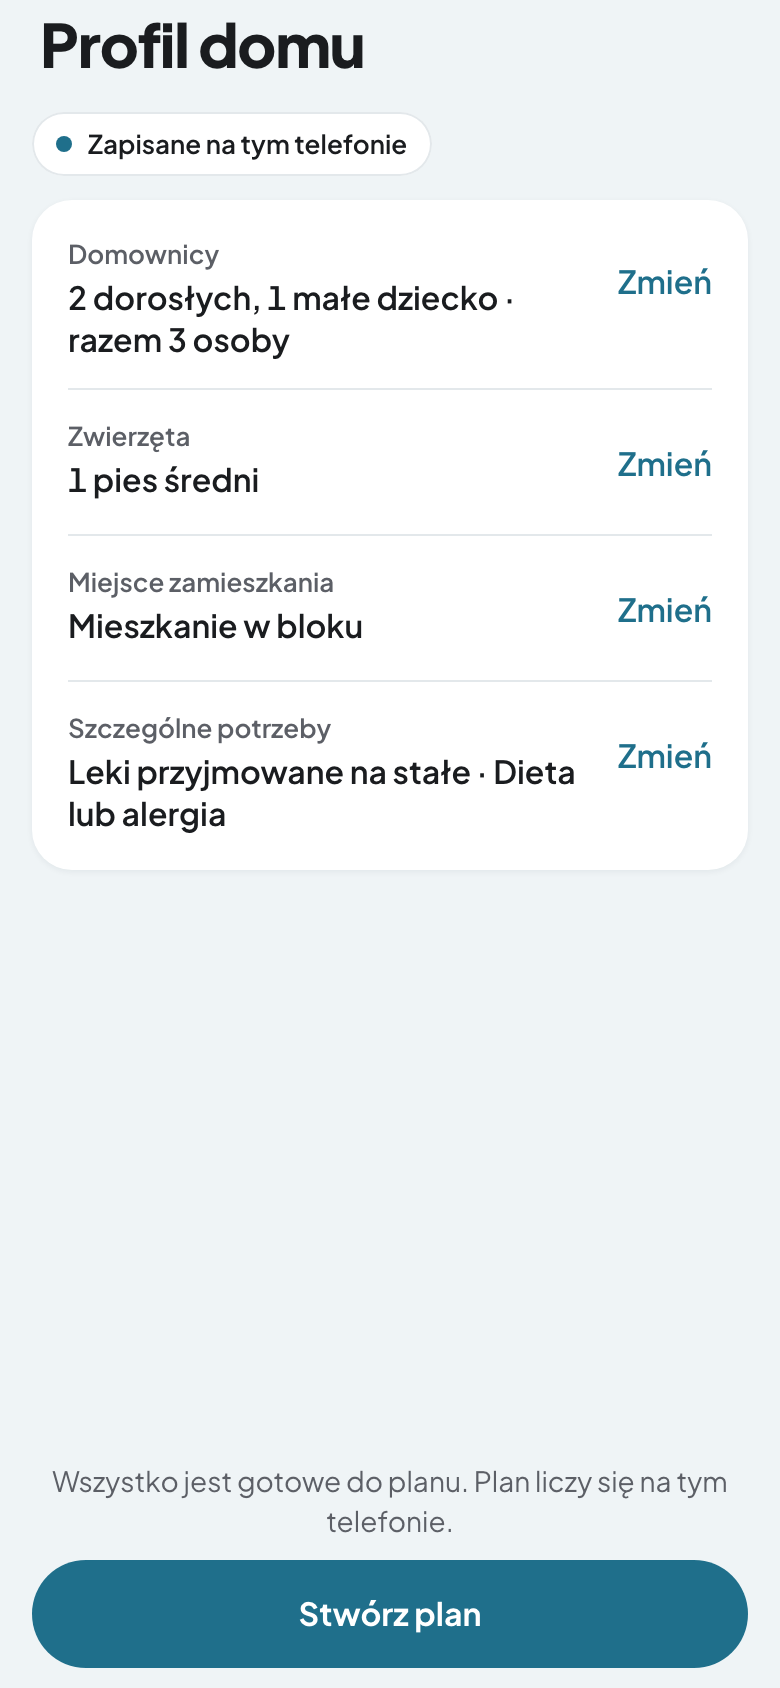 Profil domu
Zapisane na tym telefonie
Domownicy
2 dorosłych, 1 małe dziecko ·
razem 3 osoby
Zmień
Zwierzęta
1 pies średni
Zmień
Miejsce zamieszkania
Mieszkanie w bloku
Zmień
Szczególne potrzeby
Leki przyjmowane na stałe · Dieta
lub alergia
Zmień
Wszystko jest gotowe do planu. Plan liczy się na tym
telefonie.
Stwórz plan